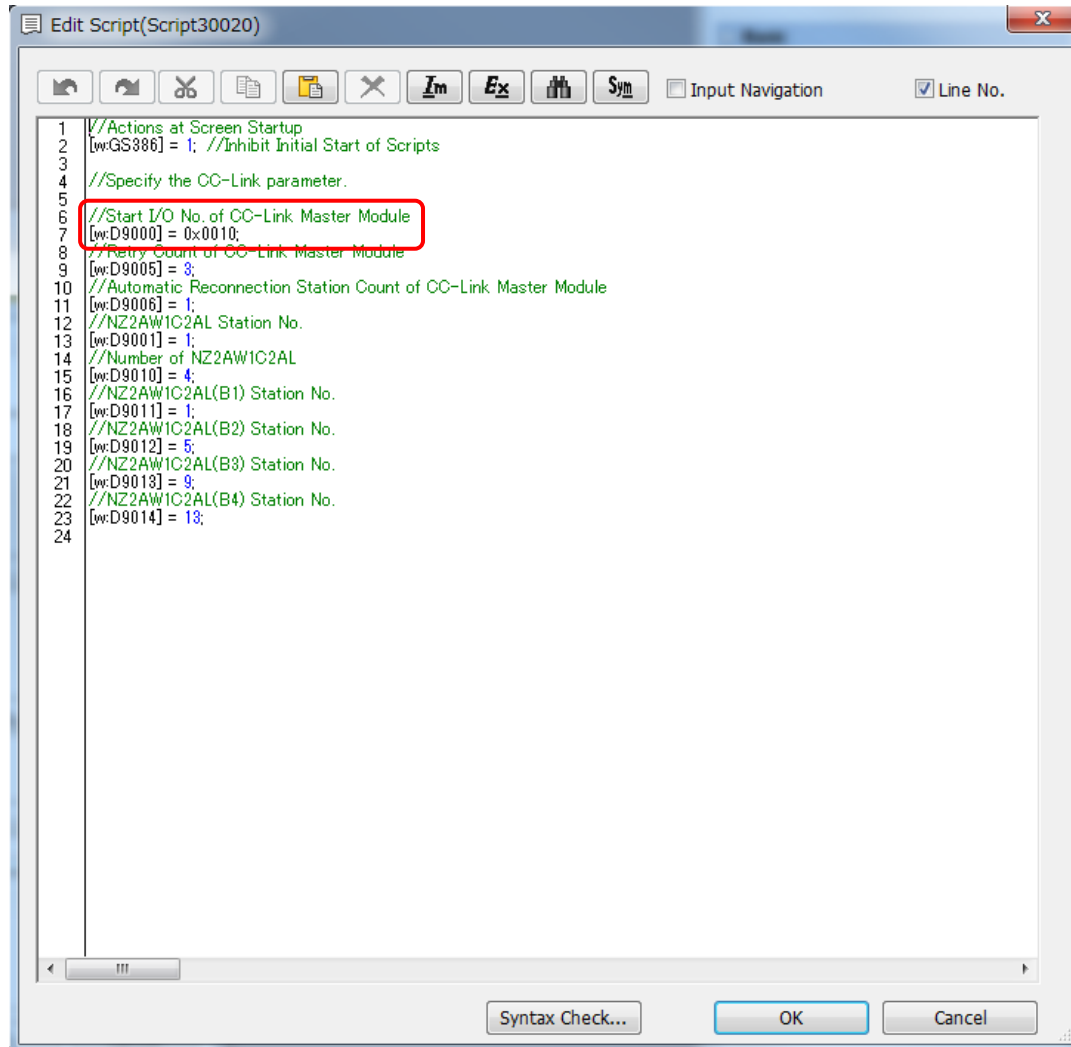 Edit Script(Script30020)
Im Ex Sym Input Navigation Line No.
1 //Actions at Screen Startup
2 [w:GS386] = 1; //Inhibit Initial Start of Scripts
3
4 //Specify the CC-Link parameter.
5
6 //Start I/O No. of CC-Link Master Module
7 [w:D9000] = 0x0010;
8 //Retry Count of CC-Link Master Module
9 [w:D9005] = 3;
10 //Automatic Reconnection Station Count of CC-Link Master Module
11 [w:D9006] = 1;
12 //NZ2AW1C2AL Station No.
13 [w:D9001] = 1;
14 //Number of NZ2AW1C2AL
15 [w:D9010] = 4;
16 //NZ2AW1C2AL(B1) Station No.
17 [w:D9011] = 1;
18 //NZ2AW1C2AL(B2) Station No.
19 [w:D9012] = 5;
20 //NZ2AW1C2AL(B3) Station No.
21 [w:D9013] = 9;
22 //NZ2AW1C2AL(B4) Station No.
23 [w:D9014] = 13;
24
Syntax Check... OK Cancel